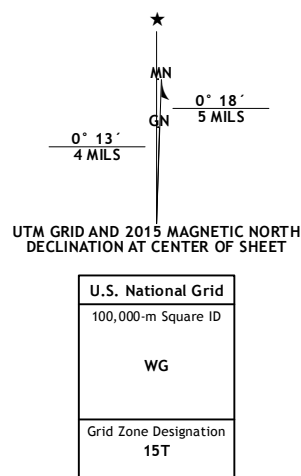 ★
MN
0° 18´
5 MILS
GN
0° 13´
4 MILS
UTM GRID AND 2015 MAGNETIC NORTH
DECLINATION AT CENTER OF SHEET
U.S. National Grid
100,000-m Square ID
WG
Grid Zone Designation
15T